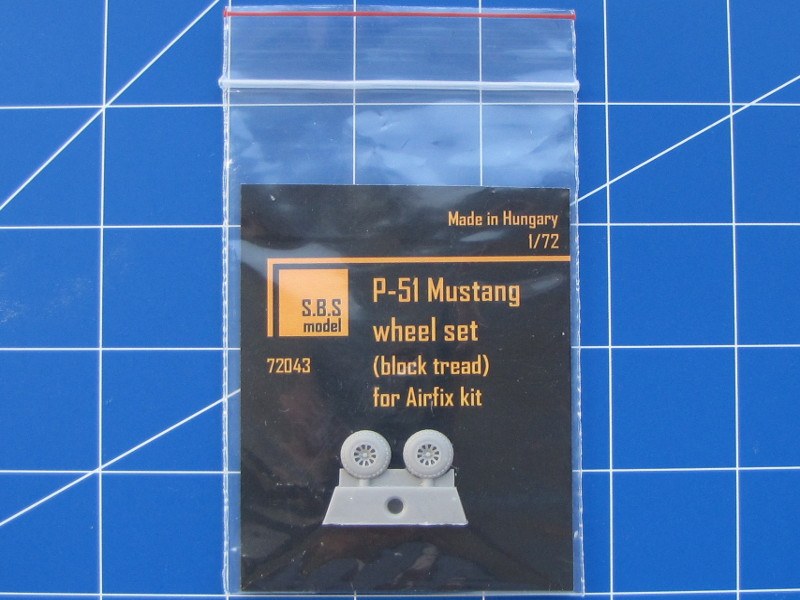 Made in Hungary
1/72
S.B.S
model
P-51 Mustang
wheel set
(block tread)
for Airfix kit
72043